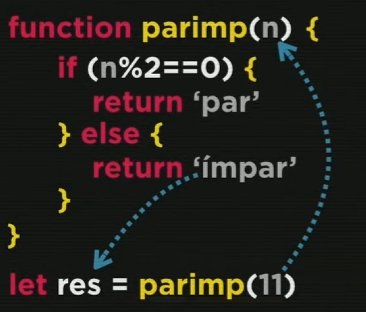 function parimp(n) {
if (n%2==0) {
return ‘par’
} else {
return ‘ímpar’
}
}
let res = parimp(11)